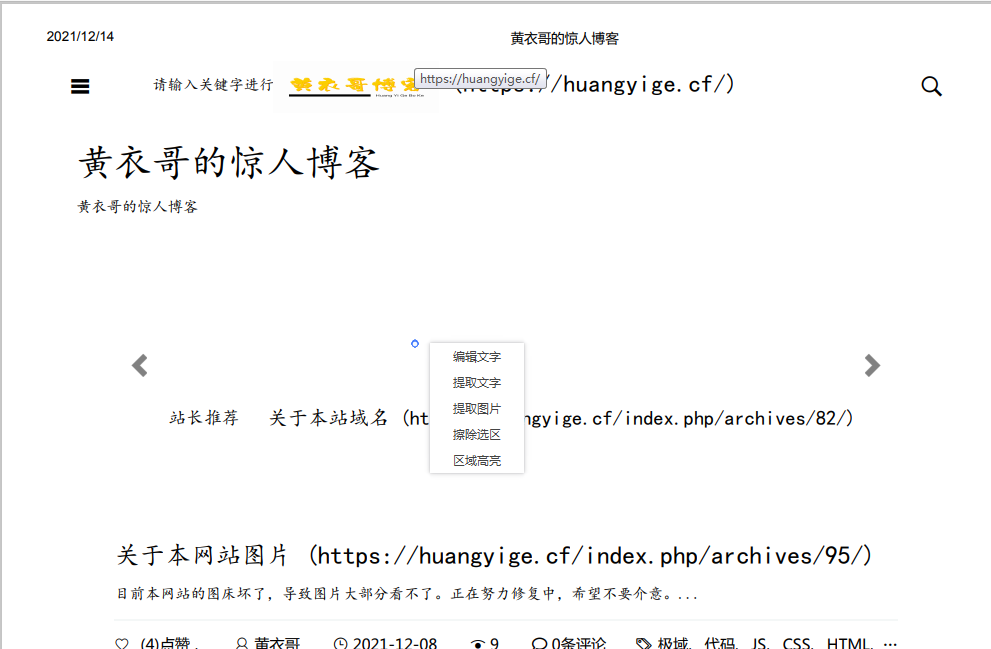 2021/12/14 黄衣哥的惊人博客
请输入关键字进行 黄衣哥博客 https://huangyige.cf/ (https://huangyige.cf/)
黄衣哥的惊人博客
黄衣哥的惊人博客
编辑文字
提取文字
提取图片
擦除选区
区域高亮
站长推荐 关于本站域名 (ht ngyige.cf/index.php/archives/82/)
关于本网站图片 (https://huangyige.cf/index.php/archives/95/)
目前本网站的图床坏了，导致图片大部分看不了。正在努力修复中，希望不要介意。...
(4)点赞 . 黄衣哥 2021-12-08 9 0条评论 极域、代码、JS、CSS、HTML、...